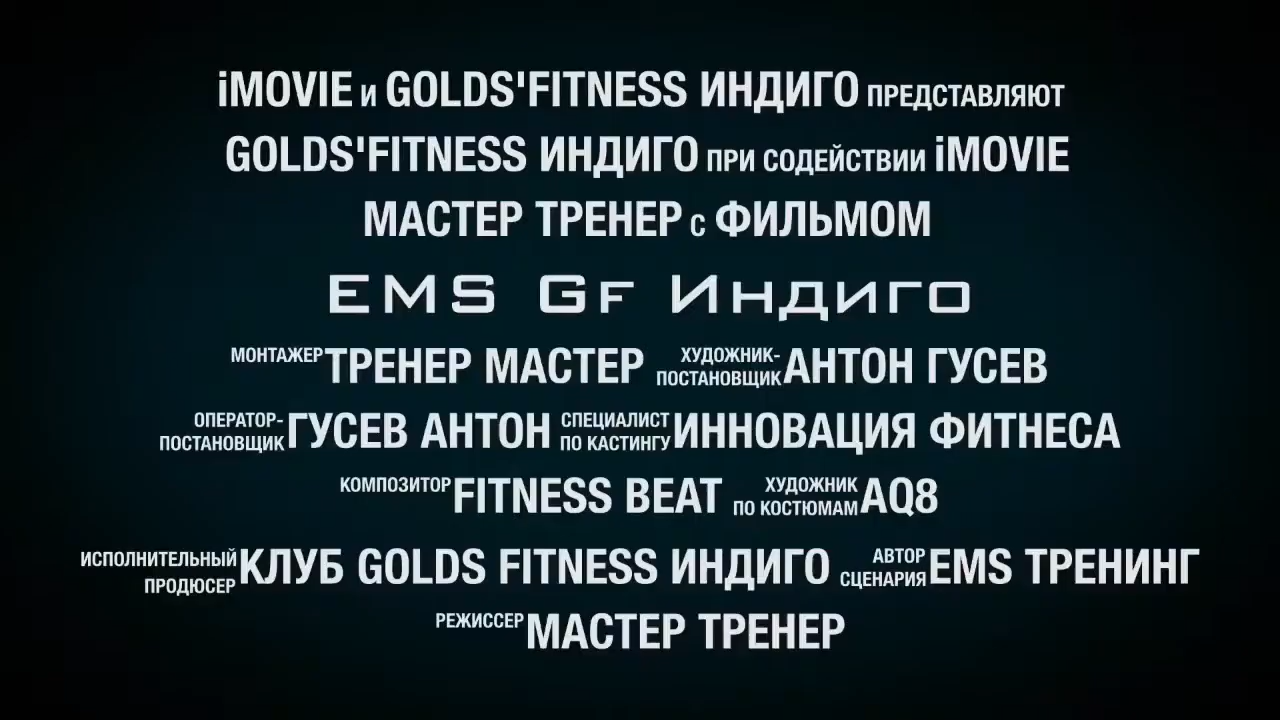 iMOVIE И GOLDS'FITNESS ИНДИГО ПРЕДСТАВЛЯЮТ
GOLDS'FITNESS ИНДИГО ПРИ СОДЕЙСТВИИ iMOVIE
МАСТЕР ТРЕНЕР С ФИЛЬМОМ
EMS GF Индиго
МОНТАЖЕР ТРЕНЕР МАСТЕР ХУДОЖНИК-ПОСТАНОВЩИК АНТОН ГУСЕВ
ОПЕРАТОР-ПОСТАНОВЩИК ГУСЕВ АНТОН СПЕЦИАЛИСТ ПО КАСТИНГУ ИННОВАЦИЯ ФИТНЕСА
КОМПОЗИТОР FITNESS BEAT ХУДОЖНИК ПО КОСТЮМАМ AQ8
ИСПОЛНИТЕЛЬНЫЙ ПРОДЮСЕР КЛУБ GOLDS FITNESS ИНДИГО АВТОР СЦЕНАРИЯ EMS ТРЕНИНГ
РЕЖИССЕР МАСТЕР ТРЕНЕР